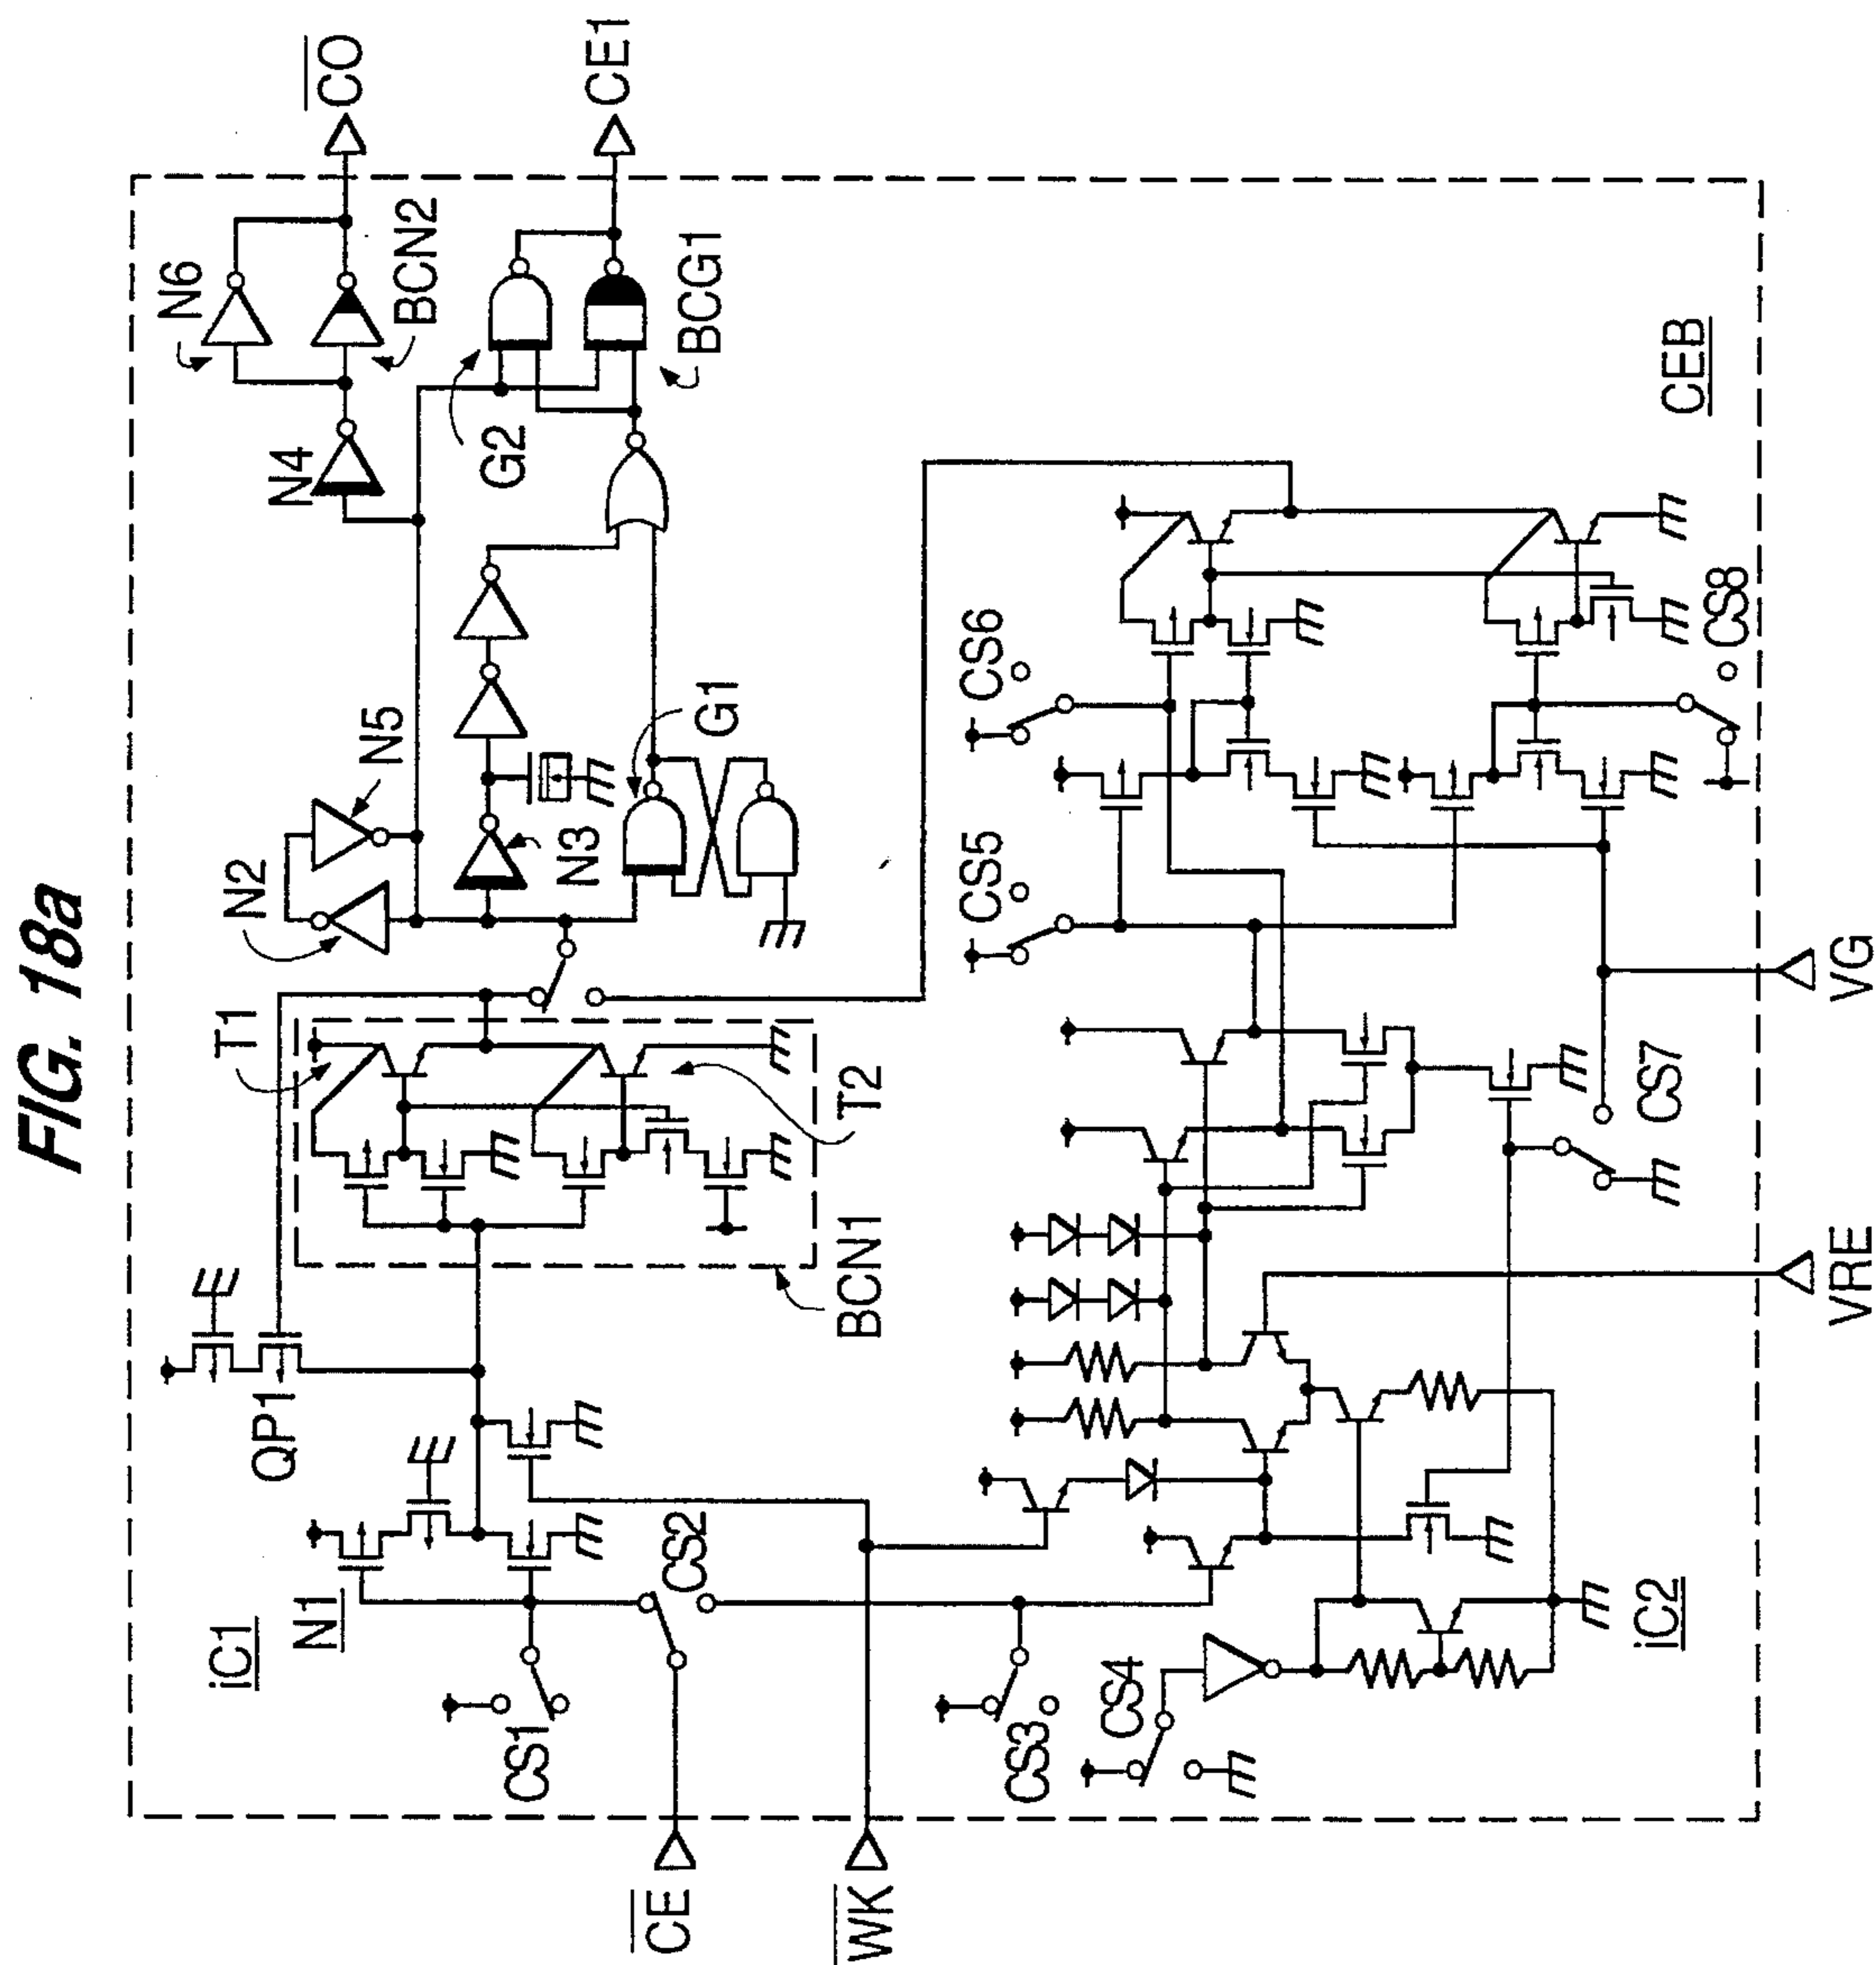 FIG. 18a
CO
CE1
N6
BCN2
N4
G2
BCG1
N5
N2
N3
G1
T1
T2
BCN1
QP1
iC1
N1
CS1
CS2
CE
WK
CS3
CS4
iC2
CS5
CS6
CS7
CS8
CEB
VG
VRE